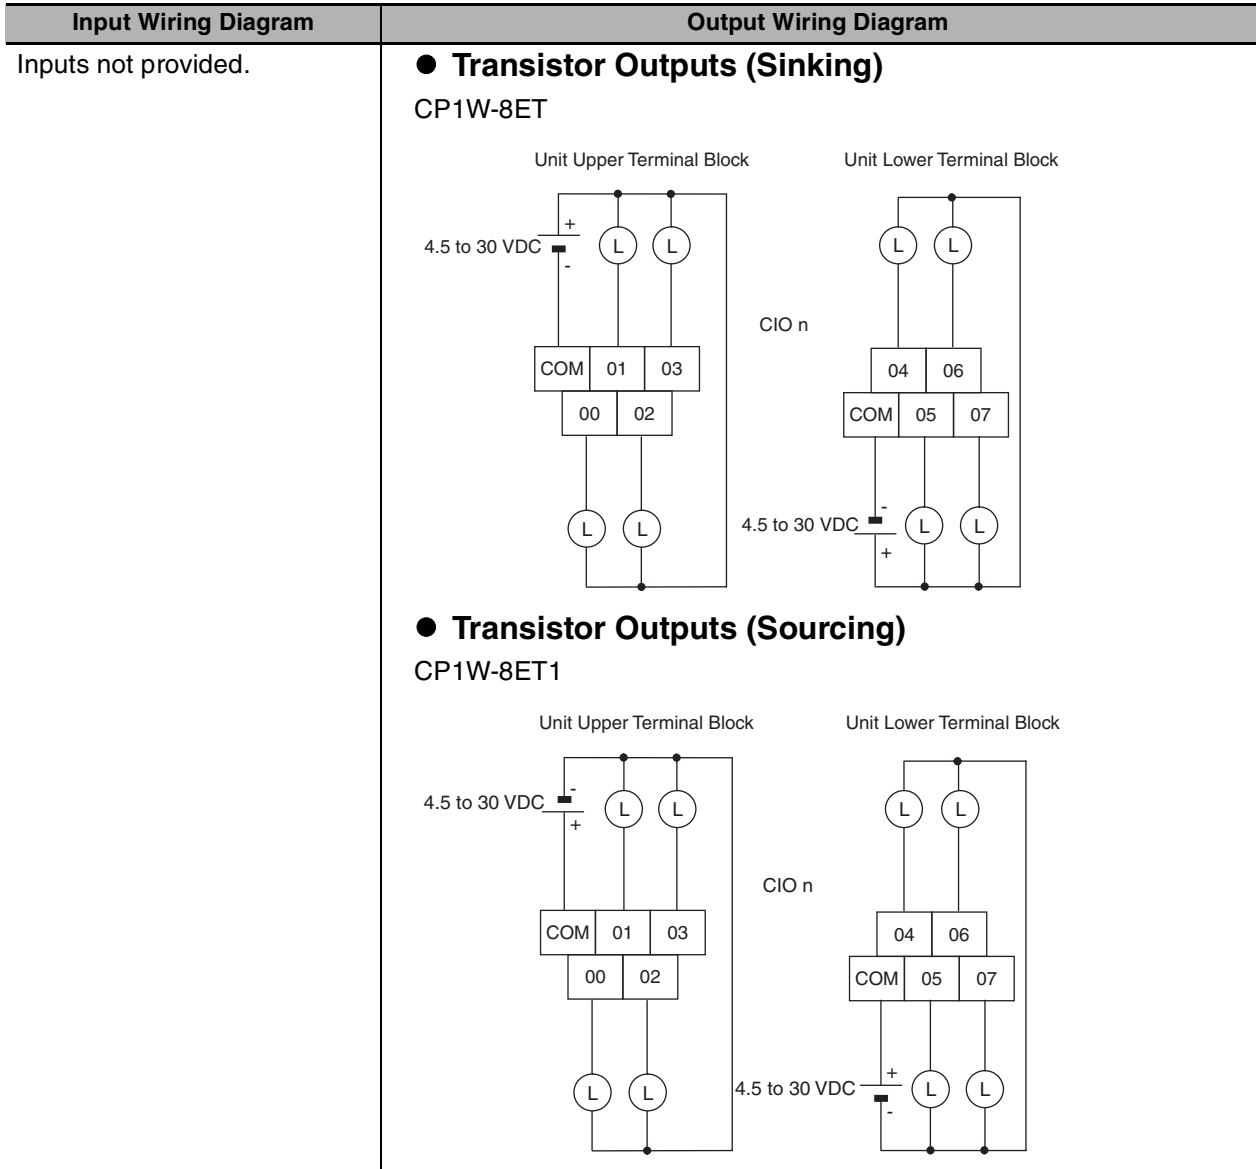 Input Wiring Diagram
Output Wiring Diagram
Inputs not provided.
● Transistor Outputs (Sinking)
CP1W-8ET
Unit Upper Terminal Block
Unit Lower Terminal Block
+
4.5 to 30 VDC
-
L
L
L
L
CIO n
COM 01 03
00 02
04 06
COM 05 07
L
L
4.5 to 30 VDC
-
+
L
L
● Transistor Outputs (Sourcing)
CP1W-8ET1
Unit Upper Terminal Block
Unit Lower Terminal Block
4.5 to 30 VDC
-
+
L
L
L
L
CIO n
COM 01 03
00 02
04 06
COM 05 07
L
L
4.5 to 30 VDC
+
-
L
L